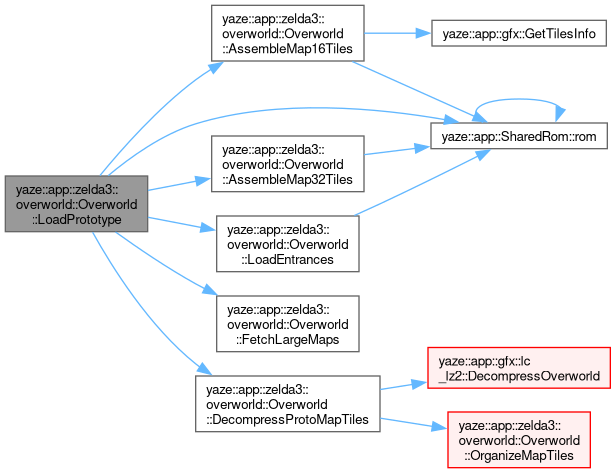 yaze::app::zelda3::
overworld::Overworld
::LoadPrototype
yaze::app::zelda3::
overworld::Overworld
::AssembleMap16Tiles
yaze::app::gfx::GetTilesInfo
yaze::app::SharedRom::rom
yaze::app::zelda3::
overworld::Overworld
::AssembleMap32Tiles
yaze::app::zelda3::
overworld::Overworld
::LoadEntrances
yaze::app::zelda3::
overworld::Overworld
::FetchLargeMaps
yaze::app::zelda3::
overworld::Overworld
::DecompressProtoMapTiles
yaze::app::gfx::lc
_lz2::DecompressOverworld
yaze::app::zelda3::
overworld::Overworld
::OrganizeMapTiles